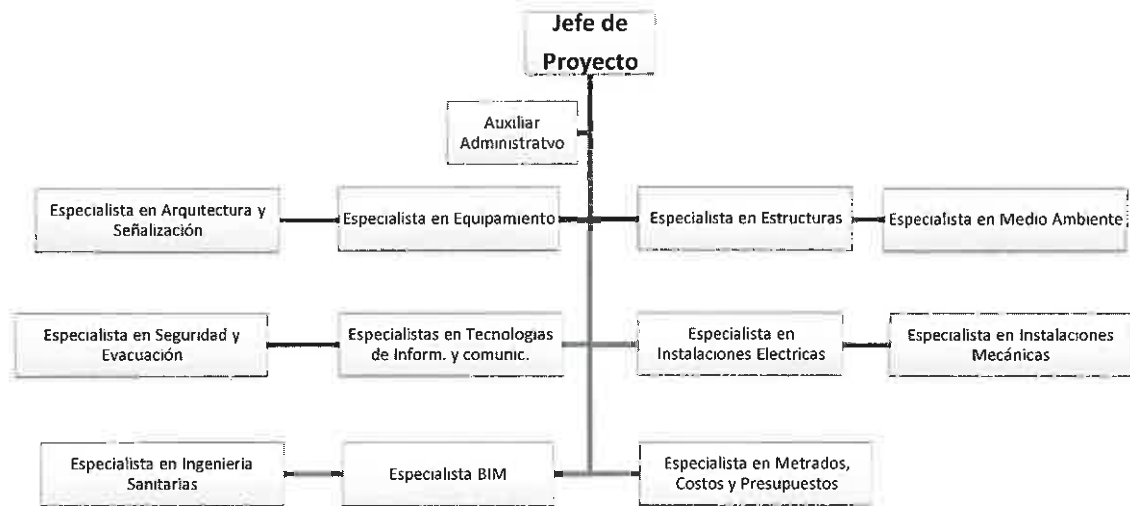 Jefe de
Proyecto
Auxiliar
Administratvo
Especialista en Arquitectura y
Señalización
Especialista en Equipamiento
Especialista en Estructuras
Especialista en Medio Ambiente
Especialista en Seguridad y
Evacuación
Especialistas en Tecnologias
de Inform. y comunic.
Especialista en
Instalaciones Electricas
Especialista en Instalaciones
Mecánicas
Especialista en Ingenieria
Sanitarias
Especialista BIM
Especialista en Metrados,
Costos y Presupuestos